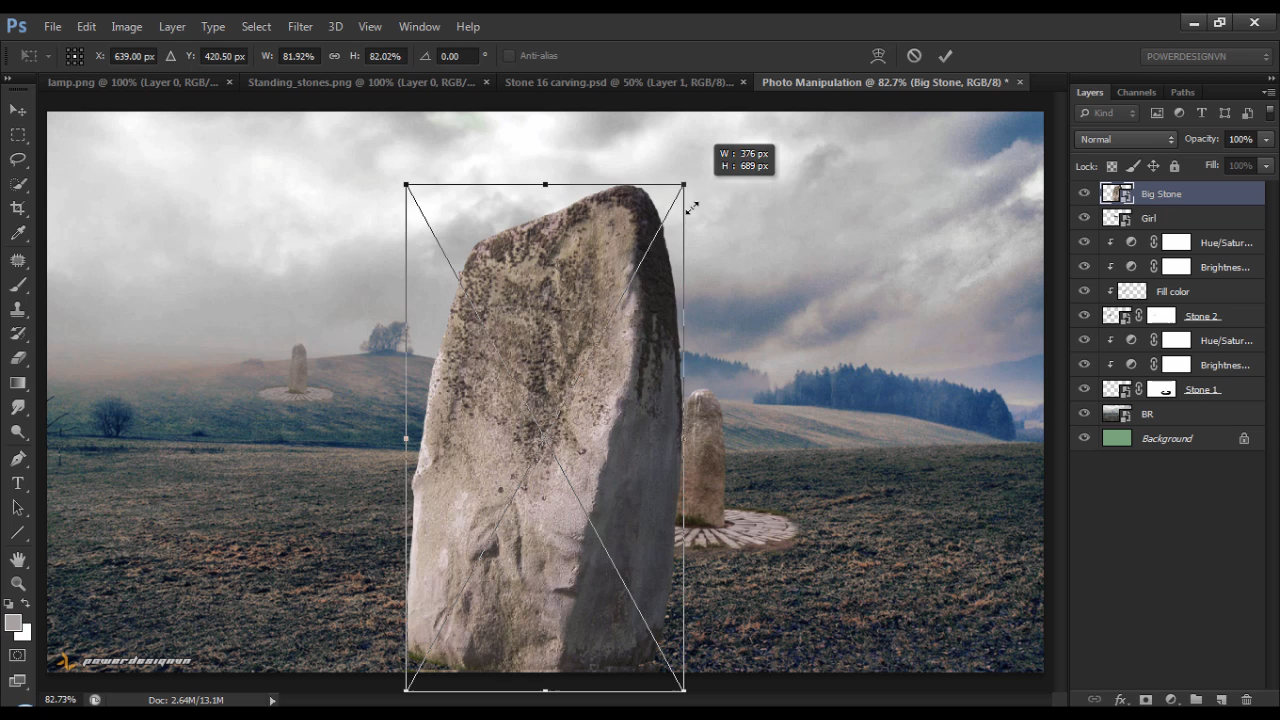 Ps File Edit Image Layer Type Select Filter 3D View Window Help
X: 639.00 px Y: 420.50 px W: 81.92% H: 82.02% 0.00 ° Anti-alias POWERDESIGNVN
lamp.png @ 100% (Layer 0, RGB/... × Standing_stones.png @ 100% (Layer 0, RGB/... × Stone 16 carving.psd @ 50% (Layer 1, RGB/8)... × Photo Manipulation @ 82.7% (Big Stone, RGB/8) * ×
Layers Channels Paths
Kind
Normal Opacity: 100%
Lock: Fill: 100%
W : 376 px
H : 689 px
Big Stone
Girl
Hue/Satur...
Brightnes...
Fill color
Stone 2
Hue/Satur...
Brightnes...
Stone 1
BR
Background
powerdesignvn
82.73% Doc: 2.64M/13.1M